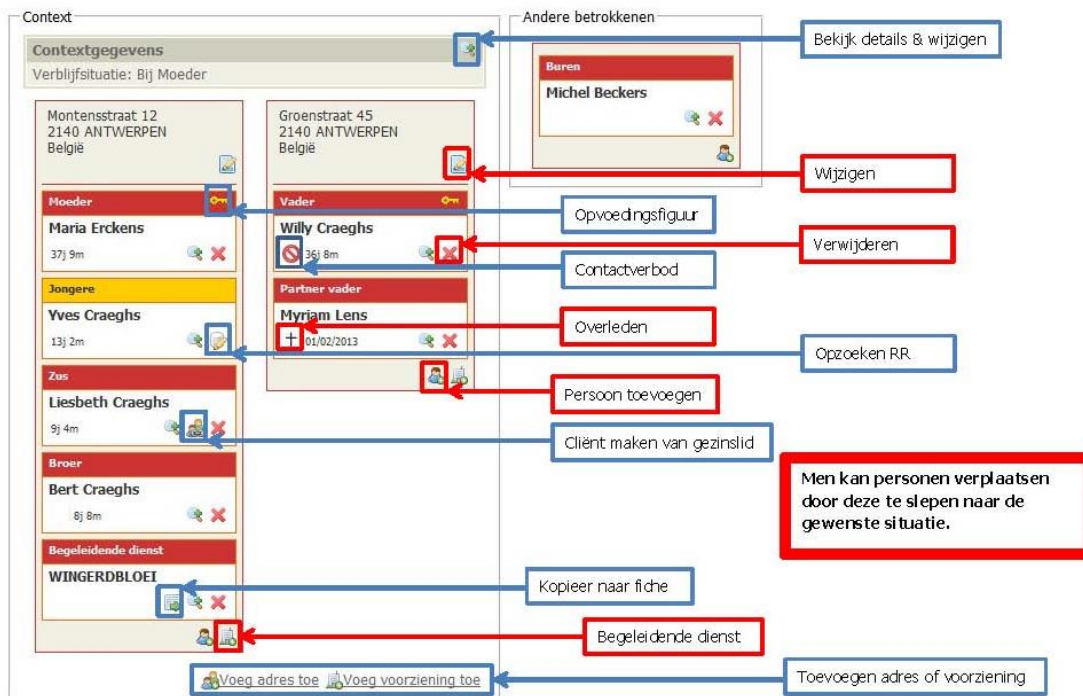 Context
Contextgegevens
Verblijfsituatie: Bij Moeder
Montensstraat 12
2140 ANTWERPEN
België
Moeder
Maria Erckens
37j 9m
Jongere
Yves Craeghs
13j 2m
Zus
Liesbeth Craeghs
9j 4m
Broer
Bert Craeghs
8j 8m
Begeleidende dienst
WINGERDBLOEI
Groenstraat 45
2140 ANTWERPEN
België
Vader
Willy Craeghs
36j 8m
Partner vader
Myriam Lens
01/02/2013
Voeg adres toe Voeg voorziening toe
Andere betrokkenen
Buren
Michel Beckers
Bekijk details & wijzigen
Wijzigen
Opvoedingsfiguur
Verwijderen
Contactverbod
Overleden
Opzoeken RR
Persoon toevoegen
Cliënt maken van gezinslid
Men kan personen verplaatsen
door deze te slepen naar de
gewenste situatie.
Kopieer naar fiche
Begeleidende dienst
Toevoegen adres of voorziening